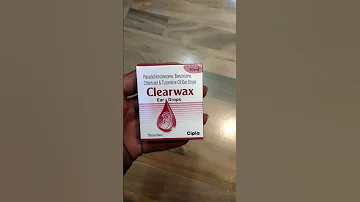 Paradichlorobenzene, Benzocaine,
Chlorbutol & Turpentine Oil Ear Drops
Clearwax
Ear Drops
Cipla